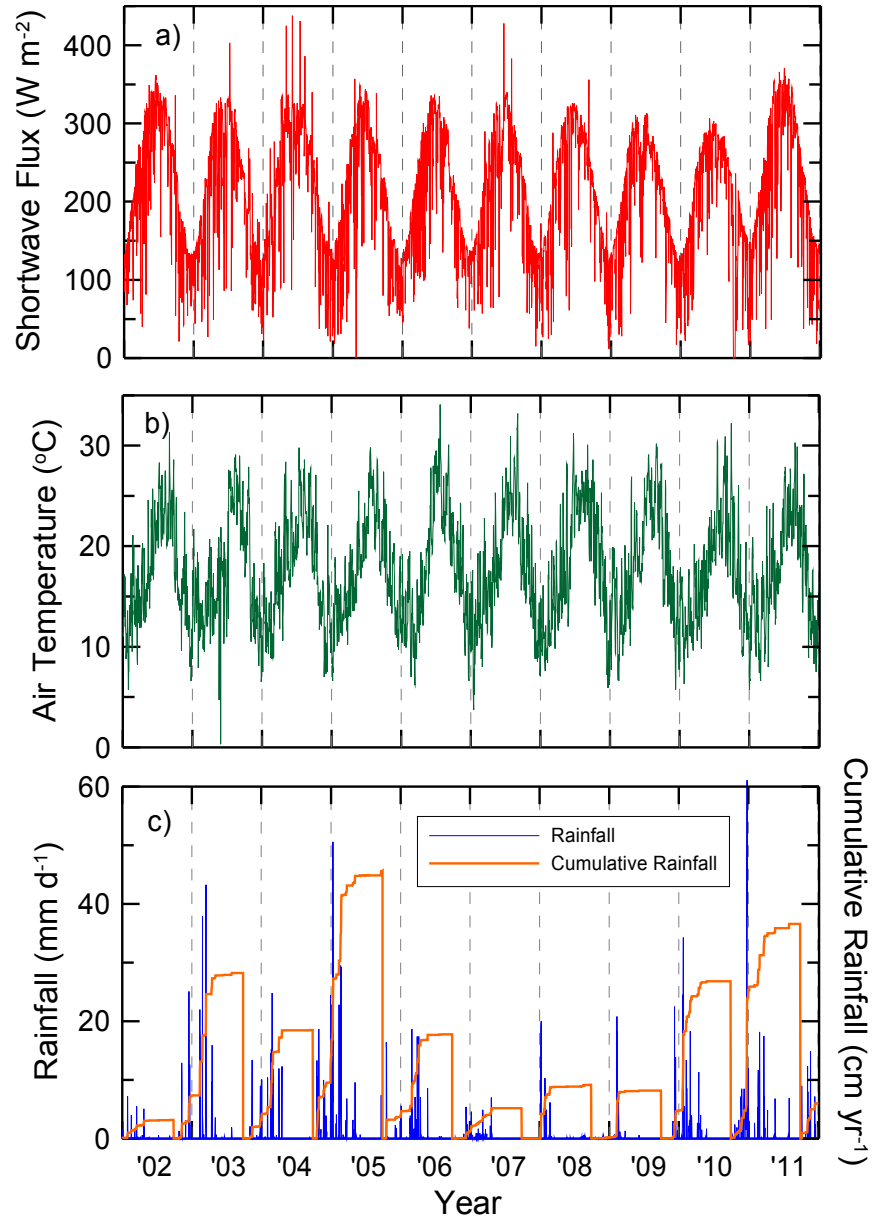 a)
Shortwave Flux (W m⁻²)
400
300
200
100
0
b)
Air Temperature (ºC)
30
20
10
0
c)
Rainfall (mm d⁻¹)
60
40
20
0
Rainfall
Cumulative Rainfall
Cumulative Rainfall (cm yr⁻¹)
'02 '03 '04 '05 '06 '07 '08 '09 '10 '11
Year